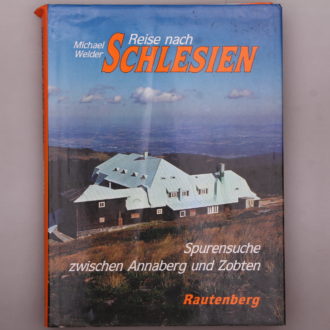 Reise nach
Michael
Welder
SCHLESIEN
Spurensuche
zwischen Annaberg und Zobten
Rautenberg